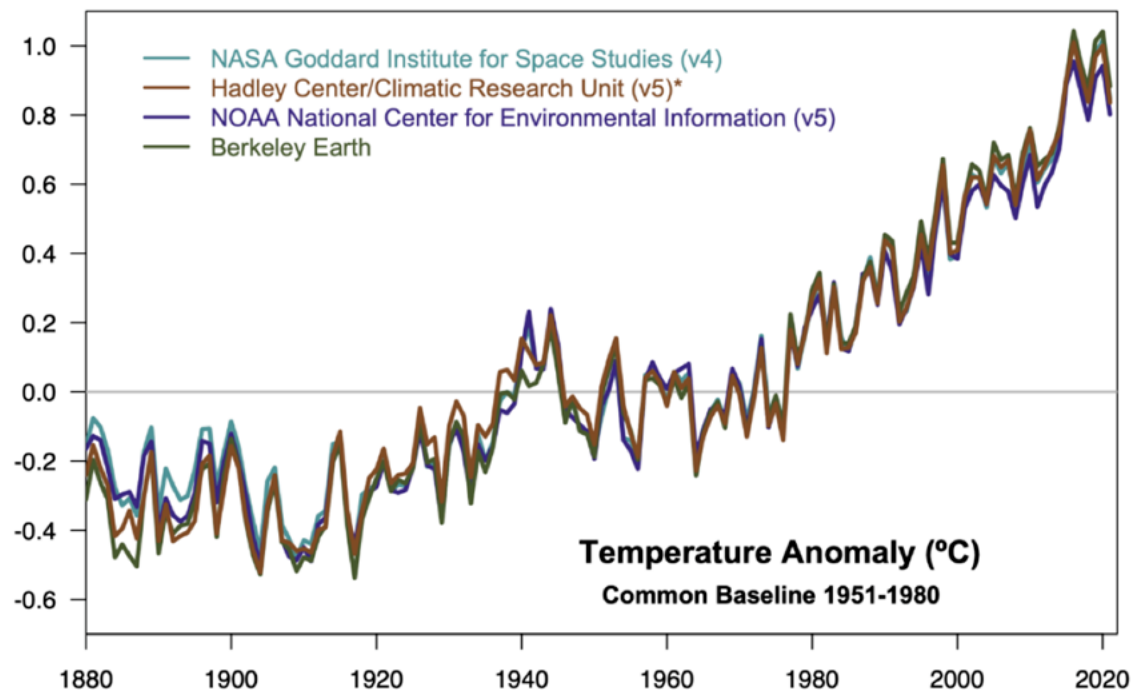 NASA Goddard Institute for Space Studies (v4)
Hadley Center/Climatic Research Unit (v5)*
NOAA National Center for Environmental Information (v5)
Berkeley Earth
1.0
0.8
0.6
0.4
0.2
0.0
-0.2
-0.4
-0.6
Temperature Anomaly (ºC)
Common Baseline 1951-1980
1880 1900 1920 1940 1960 1980 2000 2020